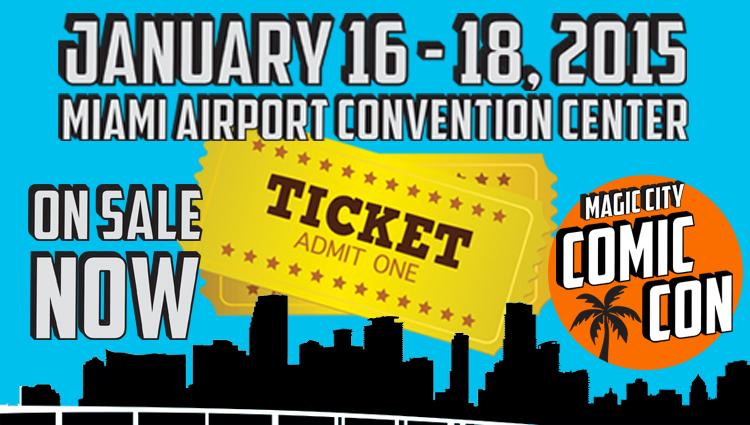 JANUARY 16 - 18, 2015
MIAMI AIRPORT CONVENTION CENTER
ON SALE
NOW
TICKET
ADMIT ONE
MAGIC CITY
COMIC
CON